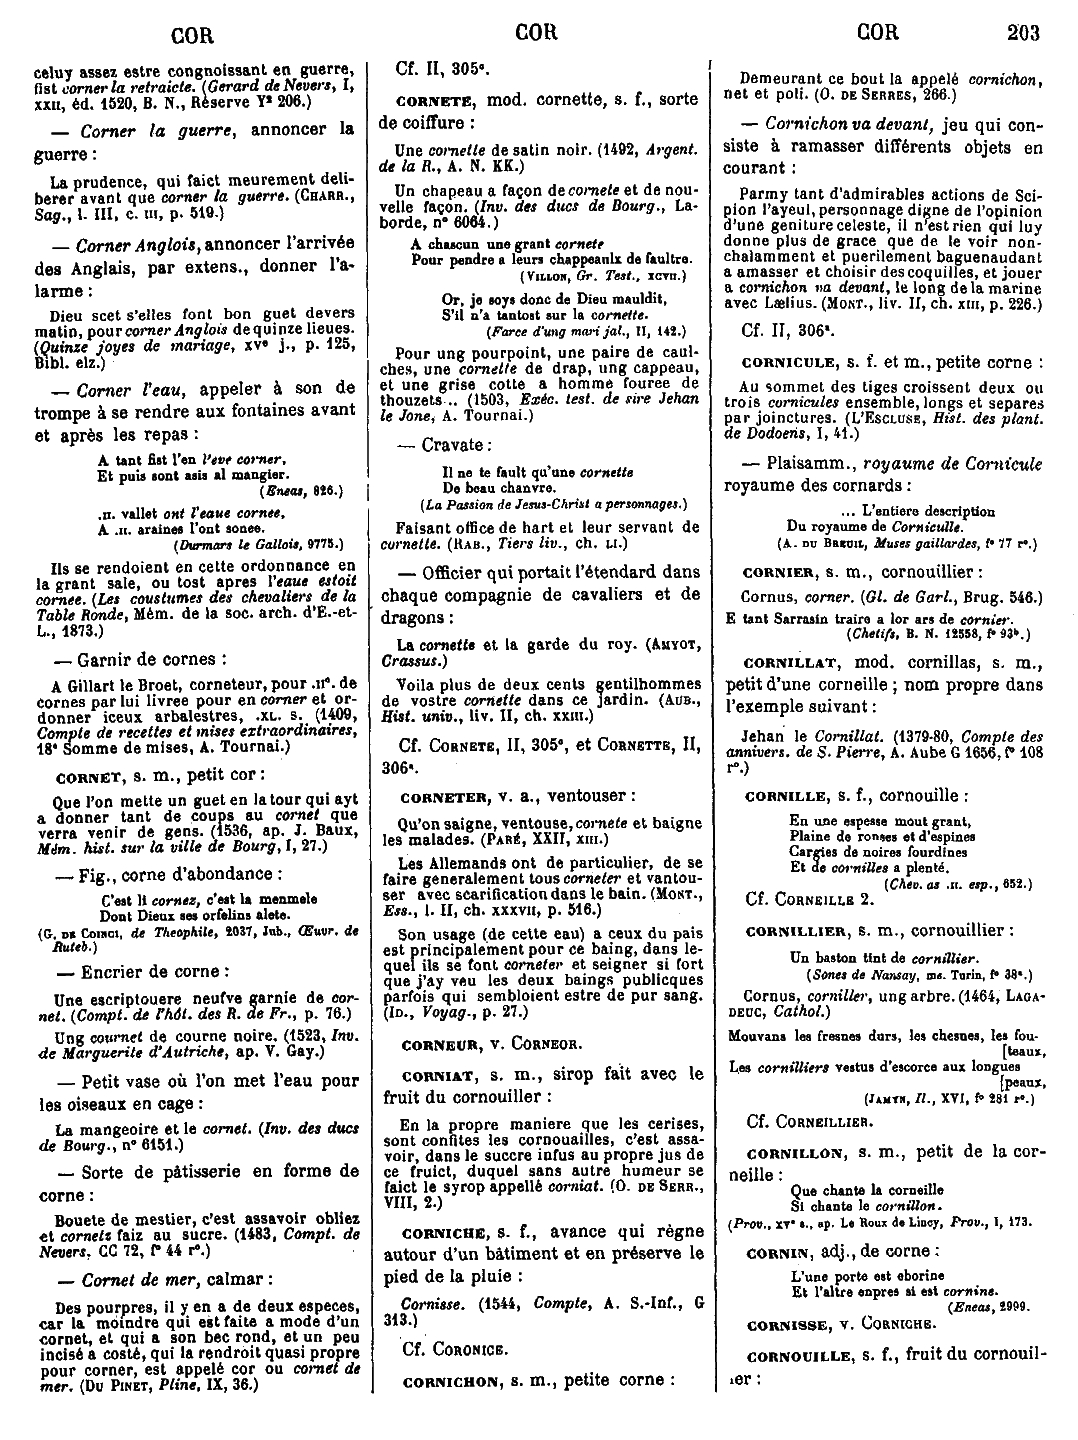 COR
COR
COR 203
celuy assez estre congnoissant en guerre,
fist corner la retraicte. (Gerard de Nevers, I,
XXII, éd. 1520, B. N., Réserve Y² 206.)
— Corner la guerre, annoncer la
guerre :
La prudence, qui faict meurement deli-
berer avant que corner la guerre. (CHARR.,
Sag., l. III, c. III, p. 519.)
— Corner Anglois, annoncer l'arrivée
des Anglais, par extens., donner l'a-
larme :
Dieu scet s'elles font bon guet devers
matin, pour corner Anglois de quinze lieues.
(Quinze joyes de mariage, XVᵉ j., p. 125,
Bibl. elz.)
— Corner l'eau, appeler à son de
trompe à se rendre aux fontaines avant
et après les repas :
A tant fist l'en l'eve corner,
Et puis sont asis al mangier.
(Eneas, 826.)
.II. vallet ont l'eaue cornee,
A .II. araines l'ont sonee.
(Durmars le Gallois, 9775.)
Ils se rendoient en cette ordonnance en
la grant sale, ou tost apres l'eaue estoit
cornee. (Les coustumes des chevaliers de la
Table Ronde, Mém. de la soc. arch. d'E.-et-
L., 1873.)
— Garnir de cornes :
A Gillart le Broet, corneteur, pour .IIᶜ. de
cornes par lui livree pour en corner et or-
donner iceux arbalestres, .XL. s. (1409,
Compte de recettes et mises extraordinaires,
18ᵉ Somme de mises, A. Tournai.)
CORNET, s. m., petit cor :
Que l'on mette un guet en la tour qui ayt
a donner tant de coups au cornet que
verra venir de gens. (1536, ap. J. Baux,
Mém. hist. sur la ville de Bourg, I, 27.)
— Fig., corne d'abondance :
C'est li cornez, c'est la menmele
Dont Dieux ses orfelins alete.
(G. DE COINCI, de Theophile, 2037, Jub., Œuvr. de
Ruteb.)
— Encrier de corne :
Une escriptouere neufve garnie de cor-
net. (Compt. de l'hôt. des R. de Fr., p. 76.)
Ung cournet de courne noire. (1523, Inv.
de Marguerite d'Autriche, ap. V. Gay.)
— Petit vase où l'on met l'eau pour
les oiseaux en cage :
La mangeoire et le cornet. (Inv. des ducs
de Bourg., n° 6151.)
— Sorte de pâtisserie en forme de
corne :
Bouete de mestier, c'est assavoir obliez
et cornets faiz au sucre. (1483, Compt. de
Nevers, CC 72, f° 44 r°.)
— Cornet de mer, calmar :
Des pourpres, il y en a de deux especes,
car la moindre qui est faite a mode d'un
cornet, et qui a son bec rond, et un peu
incisé a costé, qui la rendroit quasi propre
pour corner, est appelé cor ou cornet de
mer. (DU PINET, Pline, IX, 36.)
Cf. II, 305ᵃ.
CORNETE, mod. cornette, s. f., sorte
de coiffure :
Une cornette de satin noir. (1492, Argent.
de la R., A. N. KK.)
Un chapeau a façon de cornete et de nou-
velle façon. (Inv. des ducs de Bourg., La-
borde, n° 6064.)
A chascun une grant cornete
Pour pendre a leurs chappeaulx de faultre.
(VILLON, Gr. Test., XCVII.)
Or, je soys donc de Dieu mauldit,
S'il n'a tantost sur la cornette.
(Farce d'ung mari jal., II, 142.)
Pour ung pourpoint, une paire de caul-
ches, une cornette de drap, ung cappeau,
et une grise cotte a homme fouree de
thouzets... (1503, Exéc. test. de sire Jehan
le Jone, A. Tournai.)
— Cravate :
Il ne te fault qu'une cornette
De beau chanvre.
(La Passion de Jesus-Christ a personnages.)
Faisant office de hart et leur servant de
cornette. (RAB., Tiers liv., ch. LI.)
— Officier qui portait l'étendard dans
chaque compagnie de cavaliers et de
dragons :
La cornette et la garde du roy. (AMYOT,
Crassus.)
Voila plus de deux cents gentilhommes
de vostre cornette dans ce jardin. (AUB.,
Hist. univ., liv. II, ch. XXIII.)
Cf. CORNETE, II, 305ᵃ, et CORNETTE, II,
306ᵃ.
CORNETER, v. a., ventouser :
Qu'on saigne, ventouse, cornete et baigne
les malades. (PARÉ, XXII, XIII.)
Les Allemands ont de particulier, de se
faire generalement tous corneter et vantou-
ser avec scarification dans le bain. (MONT.,
Ess., l. II, ch. XXXVII, p. 516.)
Son usage (de cette eau) a ceux du pais
est principalement pour ce baing, dans le-
quel ils se font corneter et seigner si fort
que j'ay veu les deux baings publicques
parfois qui sembloient estre de pur sang.
(ID., Voyag., p. 27.)
CORNEUR, v. CORNEOR.
CORNIAT, s. m., sirop fait avec le
fruit du cornouiller :
En la propre maniere que les cerises,
sont confites les cornouailles, c'est assa-
voir, dans le succre infus au propre jus de
ce fruict, duquel sans autre humeur se
faict le syrop appellé corniat. (O. DE SERR.,
VIII, 2.)
CORNICHE, s. f., avance qui règne
autour d'un bâtiment et en préserve le
pied de la pluie :
Cornisse. (1544, Compte, A. S.-Inf., G
313.)
Cf. CORONICE.
CORNICHON, s. m., petite corne :
Demeurant ce bout la appelé cornichon,
net et poli. (O. DE SERRES, 266.)
— Cornichon va devant, jeu qui con-
siste à ramasser différents objets en
courant :
Parmy tant d'admirables actions de Sci-
pion l'ayeul, personnage digne de l'opinion
d'une geniture celeste, il n'est rien qui luy
donne plus de grace que de le voir non-
chalamment et puerilement baguenaudant
a amasser et choisir des coquilles, et jouer
a cornichon va devant, le long de la marine
avec Lælius. (MONT., liv. II, ch. XIII, p. 226.)
Cf. II, 306ᵃ.
CORNICULE, s. f. et m., petite corne :
Au sommet des tiges croissent deux ou
trois cornicules ensemble, longs et separes
par joinctures. (L'ESCLUSE, Hist. des plant.
de Dodoens, I, 41.)
— Plaisamm., royaume de Cornicule
royaume des cornards :
... L'entiere description
Du royaume de Corniculle.
(A. DU BREUIL, Muses gaillardes, f° 77 r°.)
CORNIER, s. m., cornouillier :
Cornus, corner. (Gl. de Garl., Brug. 546.)
E tant Sarrasin traire a lor ars de cornier.
(Chetifs, B. N. 12558, f° 93ᵇ.)
CORNILLAT, mod. cornillas, s. m.,
petit d'une corneille ; nom propre dans
l'exemple suivant :
Jehan le Cornillat. (1379-80, Compte des
annivers. de S. Pierre, A. Aube G 1656, f° 108
r°.)
CORNILLE, s. f., cornouille :
En une espesse mout grant,
Plaine de ronses et d'espines
Cargies de noires fourdines
Et de cornilles a plenté.
(Chev. as .II. esp., 652.)
Cf. CORNEILLE 2.
CORNILLIER, s. m., cornouillier :
Un baston tint de cornillier.
(Sones de Nansay, ms. Turin, f° 38ᵃ.)
Cornus, corniller, ung arbre. (1464, LAGA-
DEUC, Cathol.)
Mouvans les fresnes durs, les chesnes, les fou-
[teaux,
Les cornilliers vestus d'escorce aux longues
[peaux,
(JAMYN, Il., XVI, f° 281 r°.)
Cf. CORNEILLIER.
CORNILLON, s. m., petit de la cor-
neille :
Que chante la corneille
Si chante le cornillon.
(Prov., XVᵉ s., ap. Le Roux de Lincy, Prov., I, 173.
CORNIN, adj., de corne :
L'une porte est eborine
Et l'altre enpres si est cornine.
(Eneas, 2999.
CORNISSE, v. CORNICHE.
CORNOUILLE, s. f., fruit du cornouil-
ler :